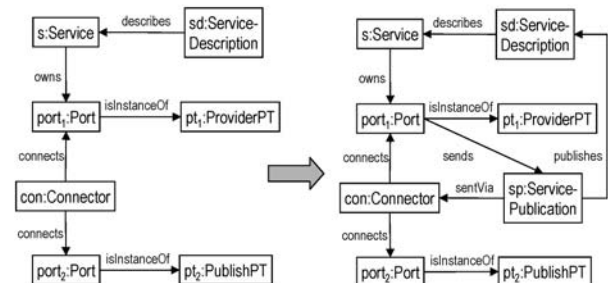 s:Service
describes
sd:Service-
Description
owns
port₁:Port
isInstanceOf
pt₁:ProviderPT
connects
con:Connector
connects
port₂:Port
isInstanceOf
pt₂:PublishPT
s:Service
describes
sd:Service-
Description
owns
port₁:Port
isInstanceOf
pt₁:ProviderPT
connects
sends
publishes
con:Connector
sentVia
sp:Service-
Publication
connects
port₂:Port
isInstanceOf
pt₂:PublishPT